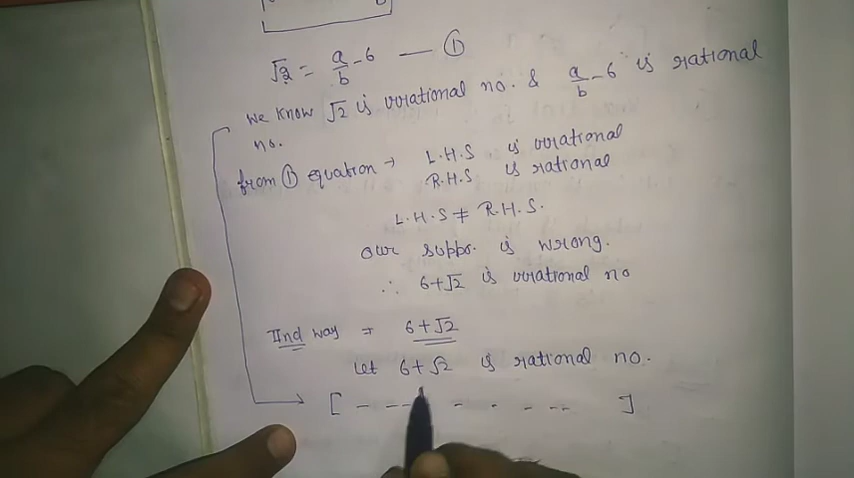 √2 = a/b - 6 — ①
we know √2 is irrational no. & a/b - 6 is rational
no.
from ① equation → L.H.S is irrational
R.H.S is rational
L.H.S ≠ R.H.S.
Our suppo. is wrong.
∴ 6+√2 is irrational no
IInd way = 6+√2
Let 6+√2 is rational no.
[ - - - - - - - - ]